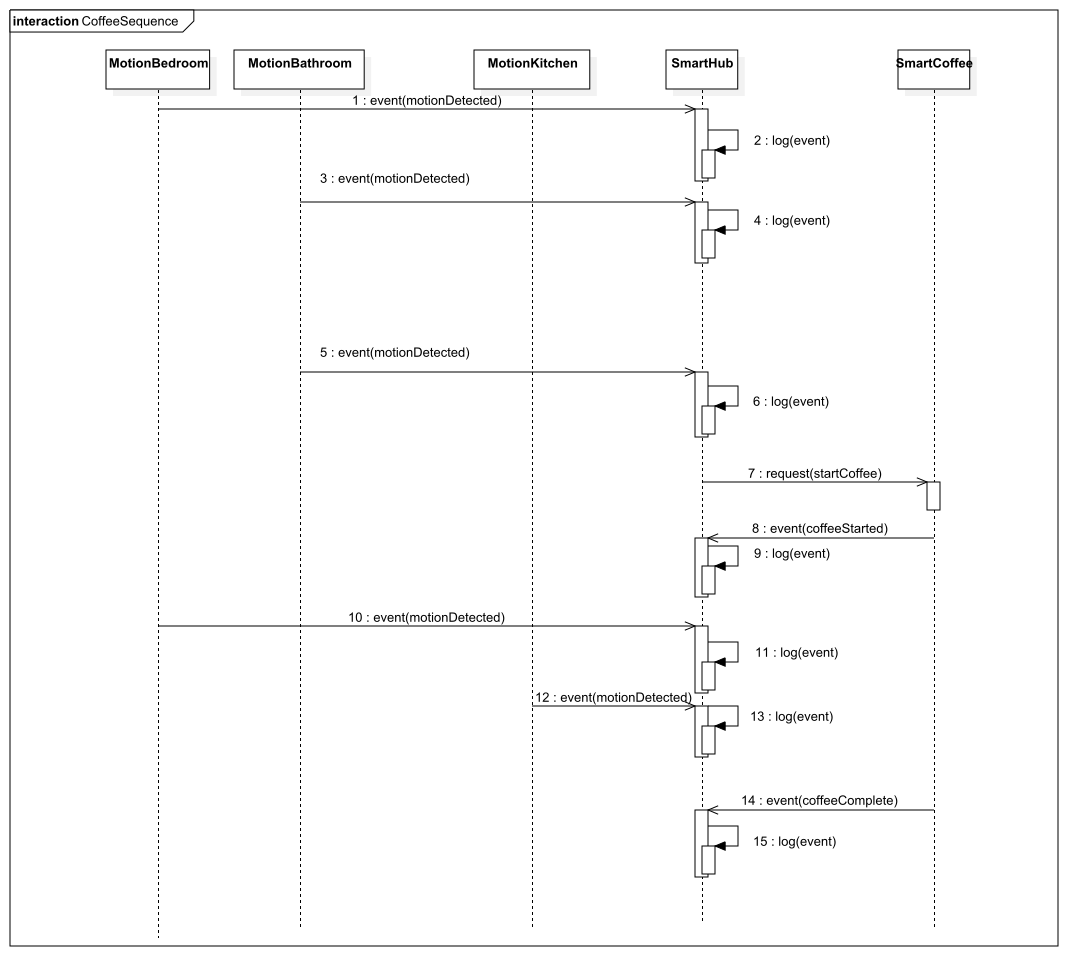 interaction CoffeeSequence
MotionBedroom MotionBathroom MotionKitchen SmartHub SmartCoffee
1 : event(motionDetected)
2 : log(event)
3 : event(motionDetected)
4 : log(event)
5 : event(motionDetected)
6 : log(event)
7 : request(startCoffee)
8 : event(coffeeStarted)
9 : log(event)
10 : event(motionDetected)
11 : log(event)
12 : event(motionDetected)
13 : log(event)
14 : event(coffeeComplete)
15 : log(event)